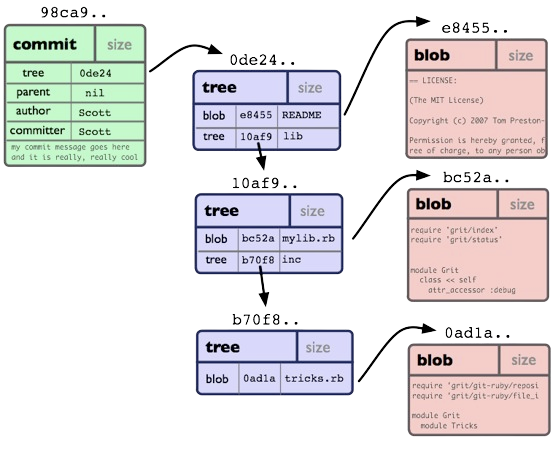 98ca9..
commit size
tree 0de24
parent nil
author Scott
committer Scott
my commit message goes here
and it is really, really cool
0de24..
tree size
blob e8455 README
tree 10af9 lib
10af9..
tree size
blob bc52a mylib.rb
tree b70f8 inc
b70f8..
tree size
blob 0ad1a tricks.rb
e8455..
blob size
== LICENSE:
(The MIT License)
Copyright (c) 2007 Tom Preston-
Permission is hereby granted, f
ree of charge, to any person ob
bc52a..
blob size
require 'grit/index'
require 'grit/status'
module Grit
class << self
attr_accessor :debug
0ad1a..
blob size
require 'grit/git-ruby/reposi
require 'grit/git-ruby/file_i
module Grit
module Tricks